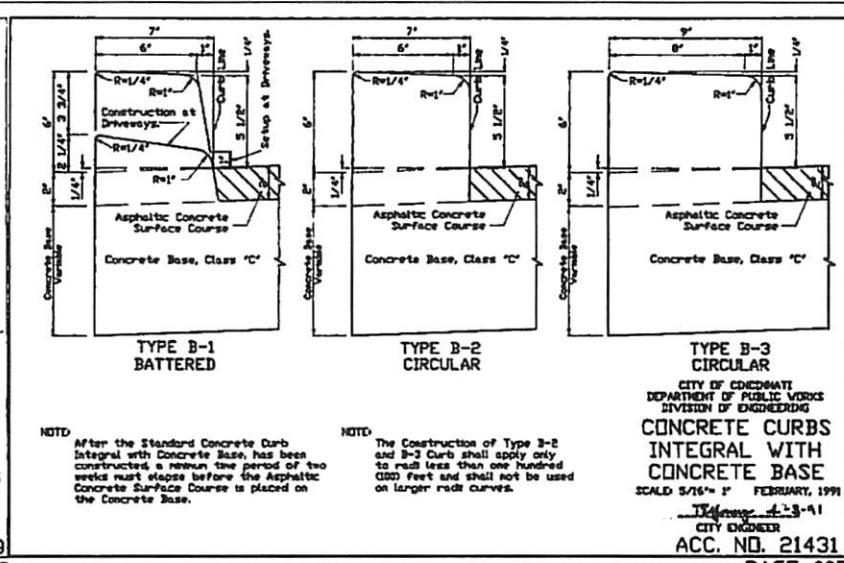 7"
6" 1"
1/4"
R=1/4"
R=1"
Curb Line
Setup at Driveways.
Construction at
Driveways.
6"
3 3/4"
2 1/4"
5 1/2"
R=1/4"
R=1"
1"
2"
1/4"
2"
Asphaltic Concrete
Surface Course
Concrete Base, Class "C"
Concrete Base
Variable
TYPE B-1
BATTERED
7"
6" 1"
1/4"
R=1/4"
R=1"
Curb Line
6"
5 1/2"
2"
1/4"
2"
Asphaltic Concrete
Surface Course
Concrete Base, Class "C"
Concrete Base
Variable
TYPE B-2
CIRCULAR
9"
8" 1"
1/4"
R=1/4"
R=1"
Curb Line
6"
5 1/2"
2"
1/4"
2"
Asphaltic Concrete
Surface Course
Concrete Base, Class "C"
Concrete Base
Variable
TYPE B-3
CIRCULAR
NOTE:
After the Standard Concrete Curb
Integral with Concrete Base, has been
constructed, a minimum time period of two
weeks must elapse before the Asphaltic
Concrete Surface Course is placed on
the Concrete Base.
NOTE:
The Construction of Type B-2
and B-3 Curb shall apply only
to radii less than one hundred
(100) feet and shall not be used
on larger radii curves.
CITY OF CINCINNATI
DEPARTMENT OF PUBLIC WORKS
DIVISION OF ENGINEERING
CONCRETE CURBS
INTEGRAL WITH
CONCRETE BASE
SCALE: 5/16"= 1" FEBRUARY, 1991
4-3-91
CITY ENGINEER
ACC. NO. 21431